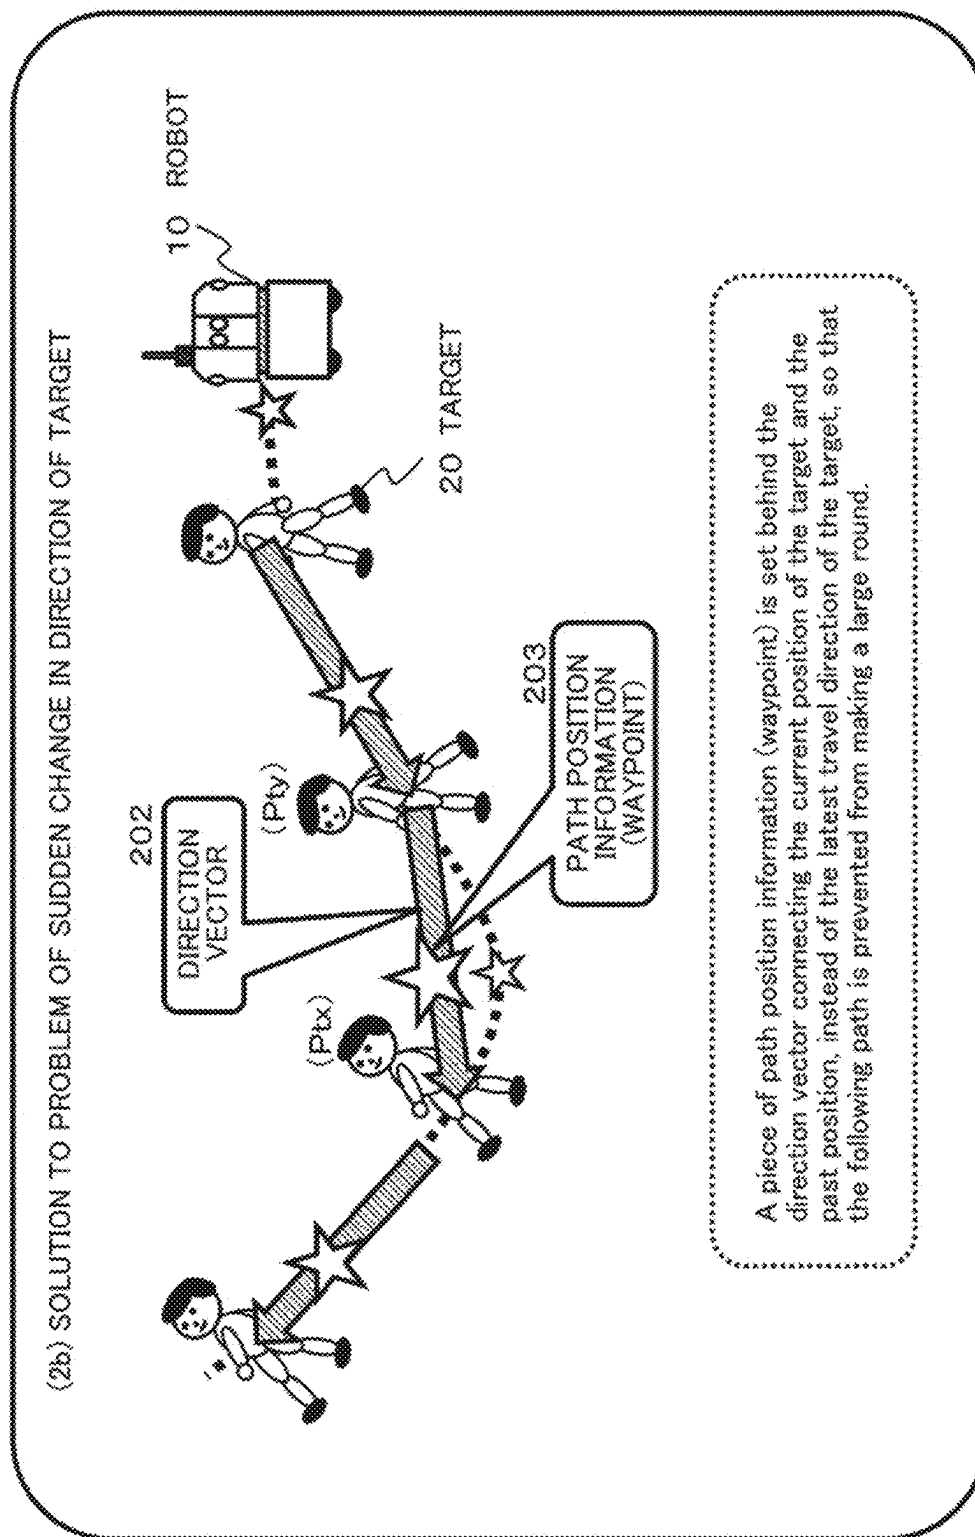 (2b) SOLUTION TO PROBLEM OF SUDDEN CHANGE IN DIRECTION OF TARGET
10 ROBOT
20 TARGET
202
DIRECTION
VECTOR
(Pty)
(Ptx)
203
PATH POSITION
INFORMATION
(WAYPOINT)
A piece of path position information (waypoint) is set behind the
direction vector connecting the current position of the target and the
past position, instead of the latest travel direction of the target, so that
the following path is prevented from making a large round.